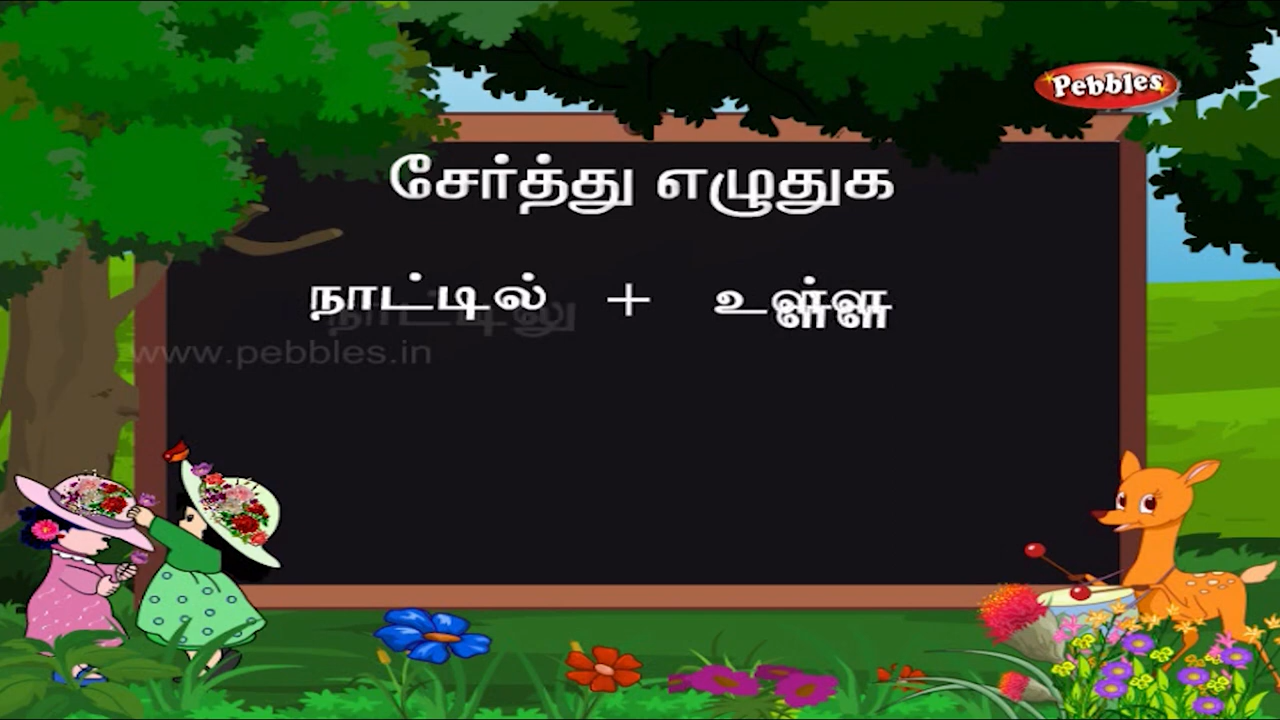 Pebbles
சேர்த்து எழுதுக
நாட்டில் + உள்ள
www.pebbles.in